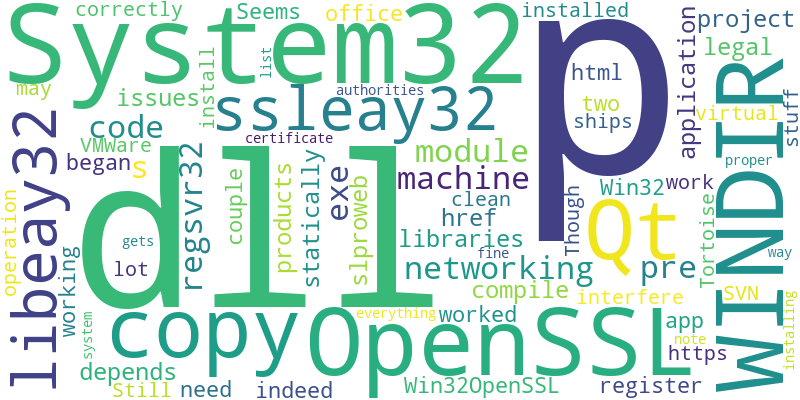 correctly
Seems
office
installed
project
System32
list
html
legal
may
issues
install
authorities
ssleay32
two
ships
application
virtual
stuff
code
certificate
VMware
began
s
module
machine
proper
libeay32
dll
p
WINDIR
regsvr32
couple
products
statically
exe
slproweb
clean
Win32
work
href
Though
Qt
Tortoise
operation
working
gets
lot
libraries
fine
networking
pre
way
compile
interfere
SVN
system
copy
OpenSSL
everything
worked
app
note
installing
depends
https
Still
need
indeed
Win32OpenSSL
register